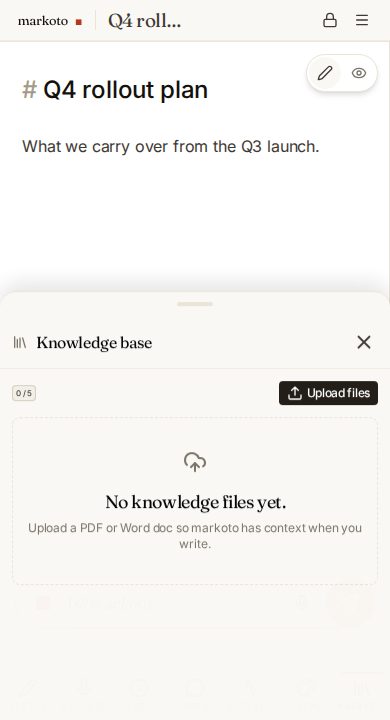 markoto
Q4 roll...
# Q4 rollout plan
What we carry over from the Q3 launch.
Knowledge base
0/5
Upload files
No knowledge files yet.
Upload a PDF or Word doc so markoto has context when you
write.